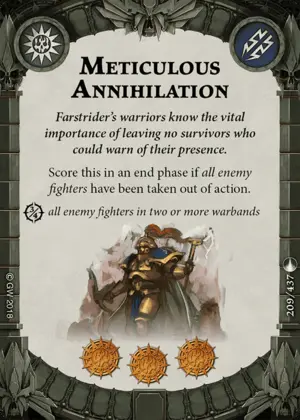 METICULOUS
ANNIHILATION
Farstrider's warriors know the vital
importance of leaving no survivors who
could warn of their presence.
Score this in an end phase if all enemy
fighters have been taken out of action.
3/4 all enemy fighters in two or more warbands
© GW 2018
209/437